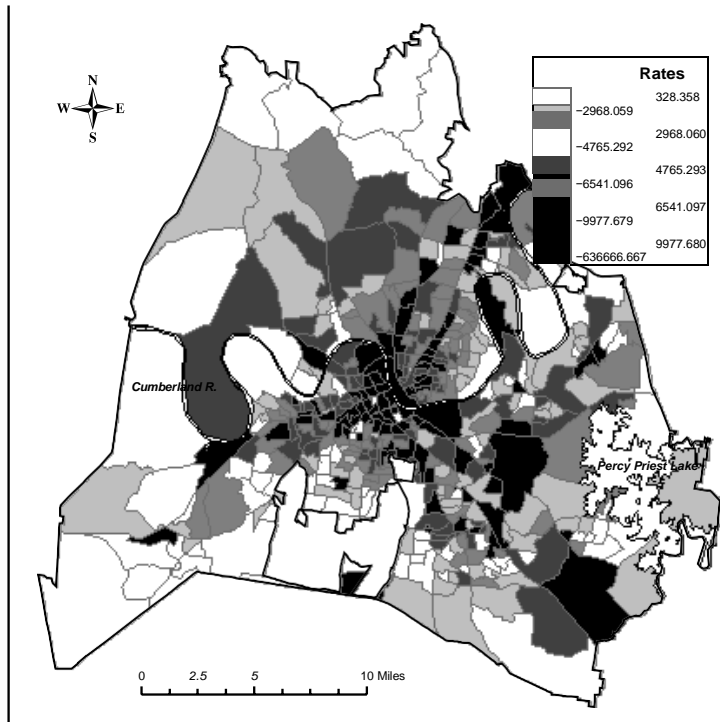 N
W E
S
Rates
328.358
−2968.059
2968.060
−4765.292
4765.293
−6541.096
6541.097
−9977.679
9977.680
−636666.667
Cumberland R.
Percy Priest Lake
0 2.5 5 10 Miles